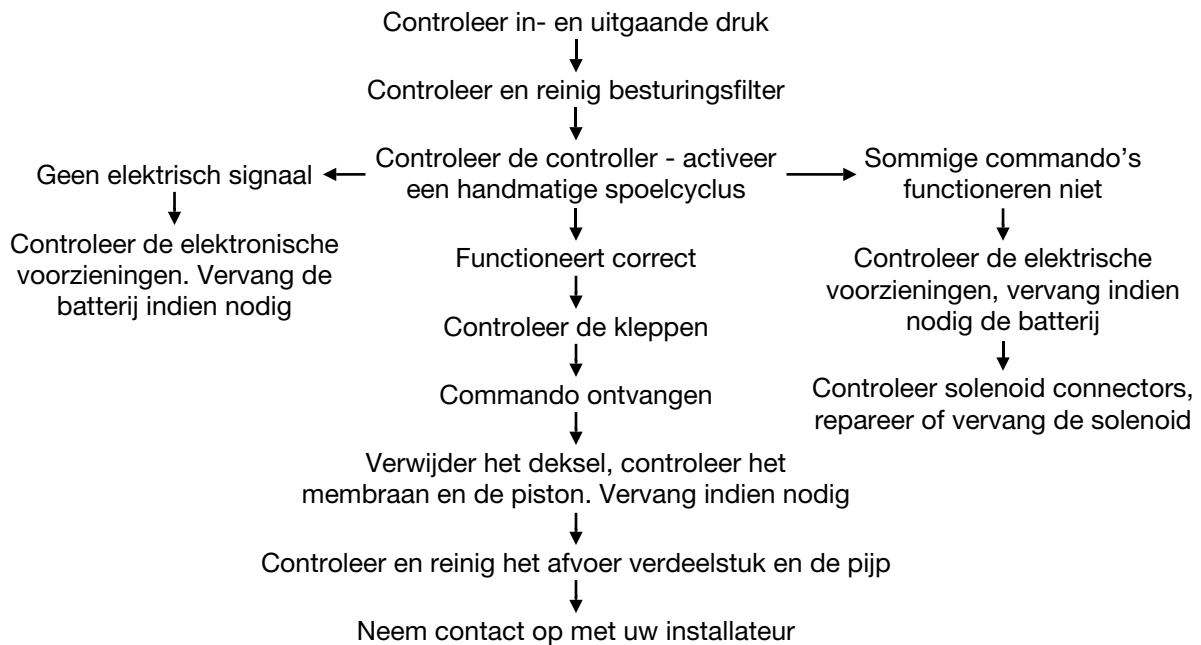 Controleer in- en uitgaande druk
Controleer en reinig besturingsfilter
Controleer de controller - activeer
een handmatige spoelcyclus
Geen elektrisch signaal
Controleer de elektronische
voorzieningen. Vervang de
batterij indien nodig
Sommige commando's
functioneren niet
Controleer de elektrische
voorzieningen, vervang indien
nodig de batterij
Controleer solenoid connectors,
repareer of vervang de solenoid
Functioneert correct
Controleer de kleppen
Commando ontvangen
Verwijder het deksel, controleer het
membraan en de piston. Vervang indien nodig
Controleer en reinig het afvoer verdeelstuk en de pijp
Neem contact op met uw installateur